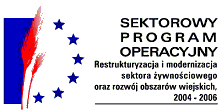 SEKTOROWY
PROGRAM
OPERACYJNY
Restrukturyzacja i modernizacja
sektora żywnościowego
oraz rozwój obszarów wiejskich.
2004 - 2006